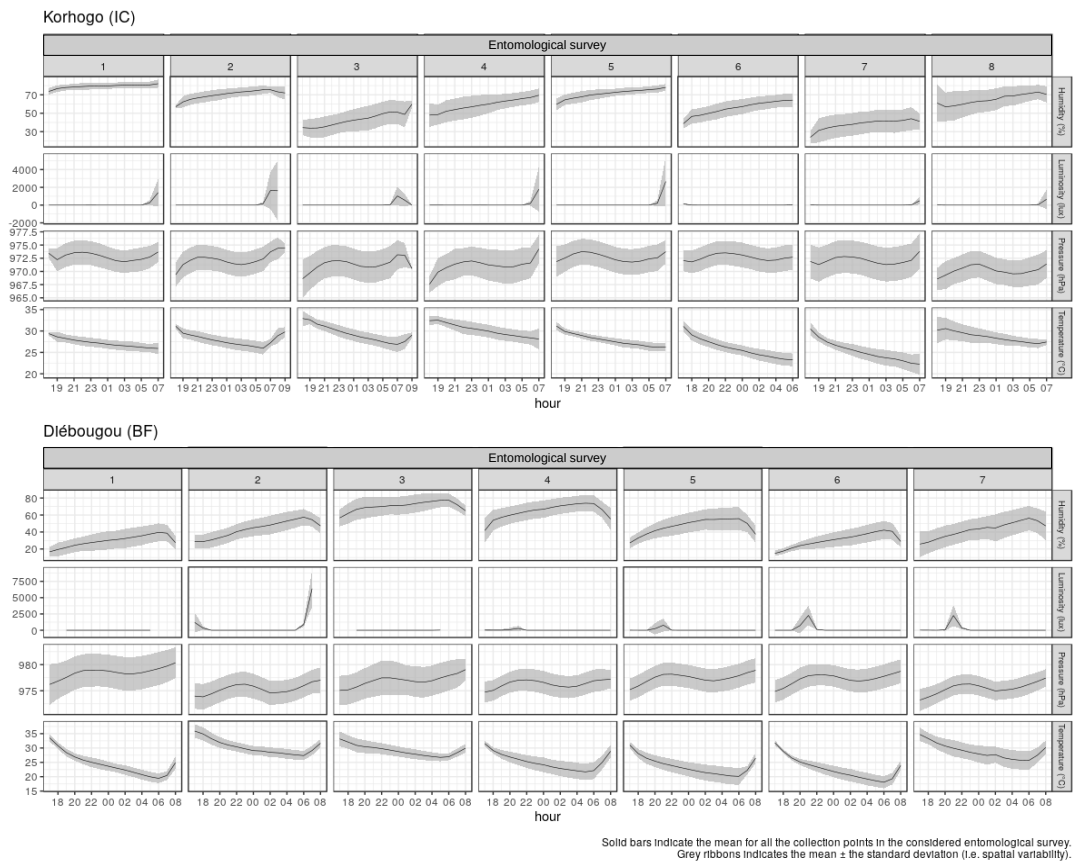 Korhogo (IC)
Entomological survey
1 2 3 4 5 6 7 8
70
50
30
Humidity (%)
4000
2000
0
-2000
Luminosity (lux)
977.5
975.0
972.5
970.0
967.5
965.0
Pressure (hPa)
35
30
25
20
Temperature (°C)
19 21 23 01 03 05 07 19 21 23 01 03 05 07 09 19 21 23 01 03 05 07 09 19 21 23 01 03 05 07 19 21 23 01 03 05 07 18 20 22 00 02 04 06 19 21 23 01 03 05 07 19 21 23 01 03 05 07
hour
Diébougou (BF)
Entomological survey
1 2 3 4 5 6 7
80
60
40
20
Humidity (%)
7500
5000
2500
0
Luminosity (lux)
980
975
Pressure (hPa)
35
30
25
20
15
Temperature (°C)
18 20 22 00 02 04 06 08 18 20 22 00 02 04 06 08 18 20 22 00 02 04 06 08 18 20 22 00 02 04 06 08 18 20 22 00 02 04 06 08 18 20 22 00 02 04 06 08 18 20 22 00 02 04 06 08
hour
Solid bars indicate the mean for all the collection points in the considered entomological survey.
Grey ribbons indicates the mean ± the standard deviation (i.e. spatial variability).